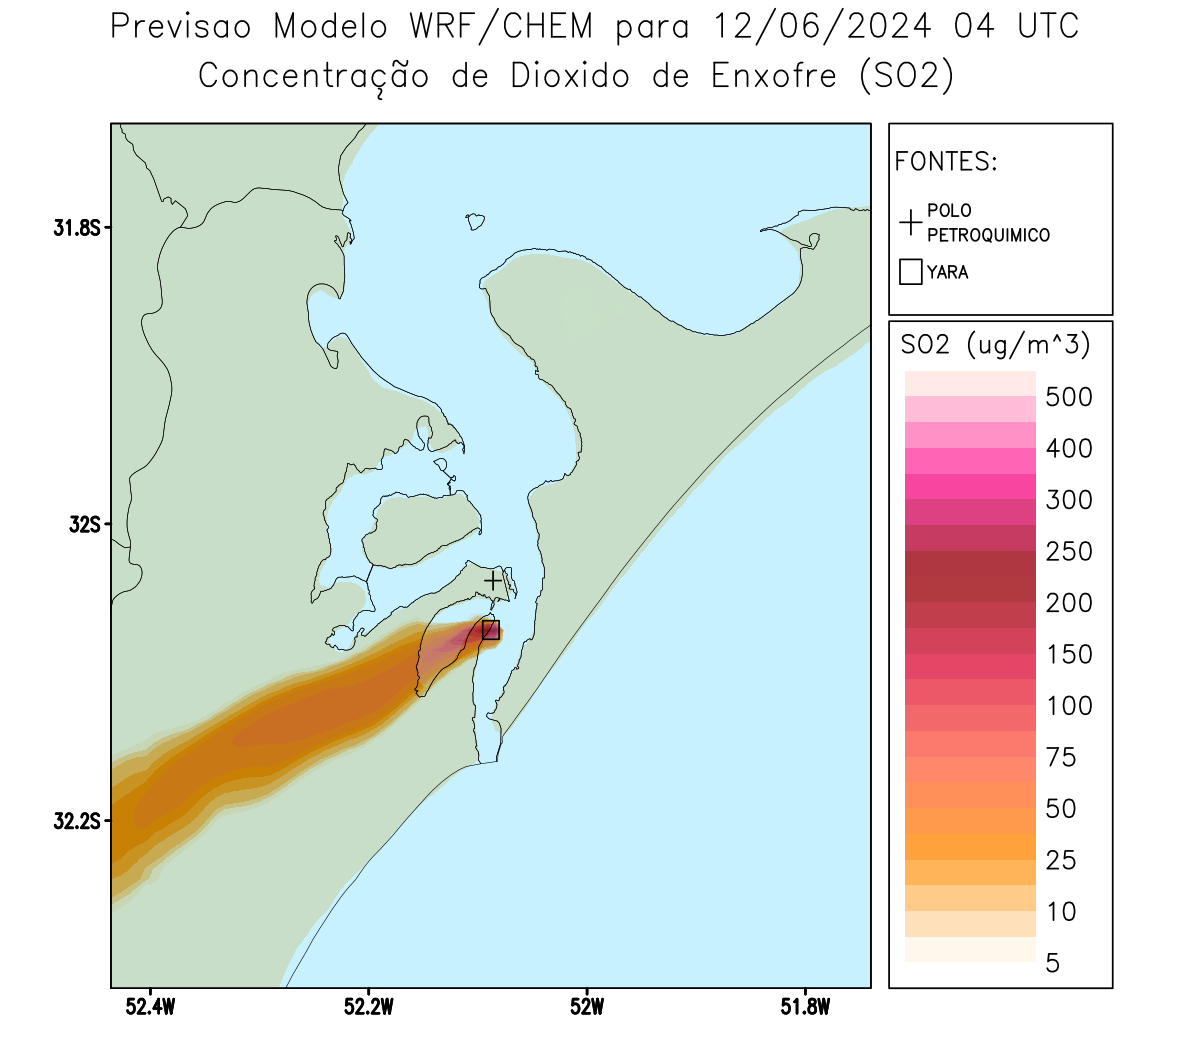 Previsao Modelo WRF/CHEM para 12/06/2024 04 UTC
Concentração de Dioxido de Enxofre (SO2)
31.8S
32S
32.2S
52.4W
52.2W
52W
51.8W
FONTES:
POLO
PETROQUIMICO
YARA
SO2 (ug/m^3)
500
400
300
250
200
150
100
75
50
25
10
5